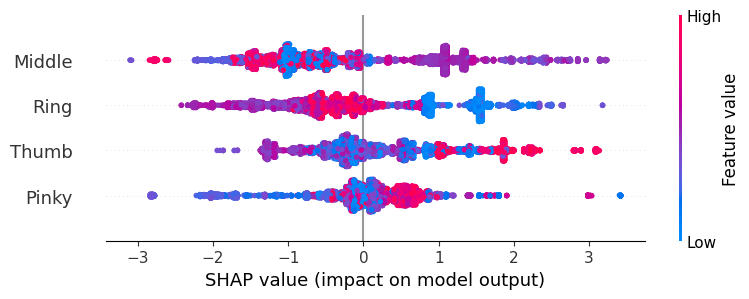 High
Middle
Ring
Thumb
Pinky
Feature value
Low
−3 −2 −1 0 1 2 3
SHAP value (impact on model output)